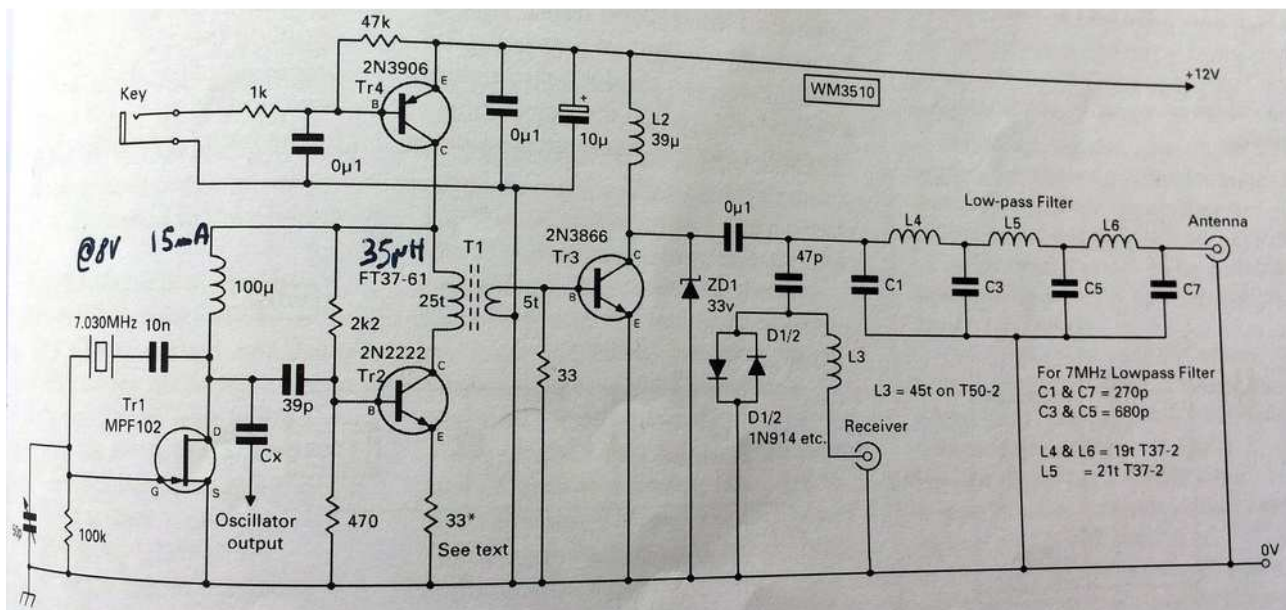 47k
2N3906
Tr4
E
B
C
Key
1k
0µ1
0µ1
+
10µ
L2
39µ
WM3510
+12V
@8V 15mA
100µ
35µH
FT37-61
T1
25t
5t
2N3866
Tr3
B
C
E
0µ1
47p
ZD1
33v
Low-pass Filter
L4
L5
L6
Antenna
C1
C3
C5
C7
7.030MHz
10n
2k2
2N2222
Tr2
B
C
E
39p
Cx
Tr1
MPF102
D
G
S
33
D1/2
D1/2
1N914 etc.
L3
L3 = 45t on T50-2
Receiver
For 7MHz Lowpass Filter
C1 & C7 = 270p
C3 & C5 = 680p
L4 & L6 = 19t T37-2
L5 = 21t T37-2
50p
100k
Oscillator
output
470
33*
See text
0V